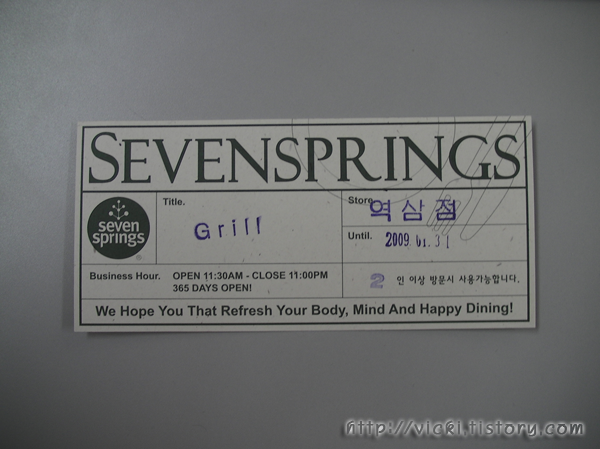 SEVENSPRINGS
seven
springs
Title.
Grill
Store.
역삼점
Until.
2009. 01. 31
Business Hour. OPEN 11:30AM - CLOSE 11:00PM
365 DAYS OPEN!
2 인 이상 방문시 사용가능합니다.
We Hope You That Refresh Your Body, Mind And Happy Dining!
http://vicki.tistory.com